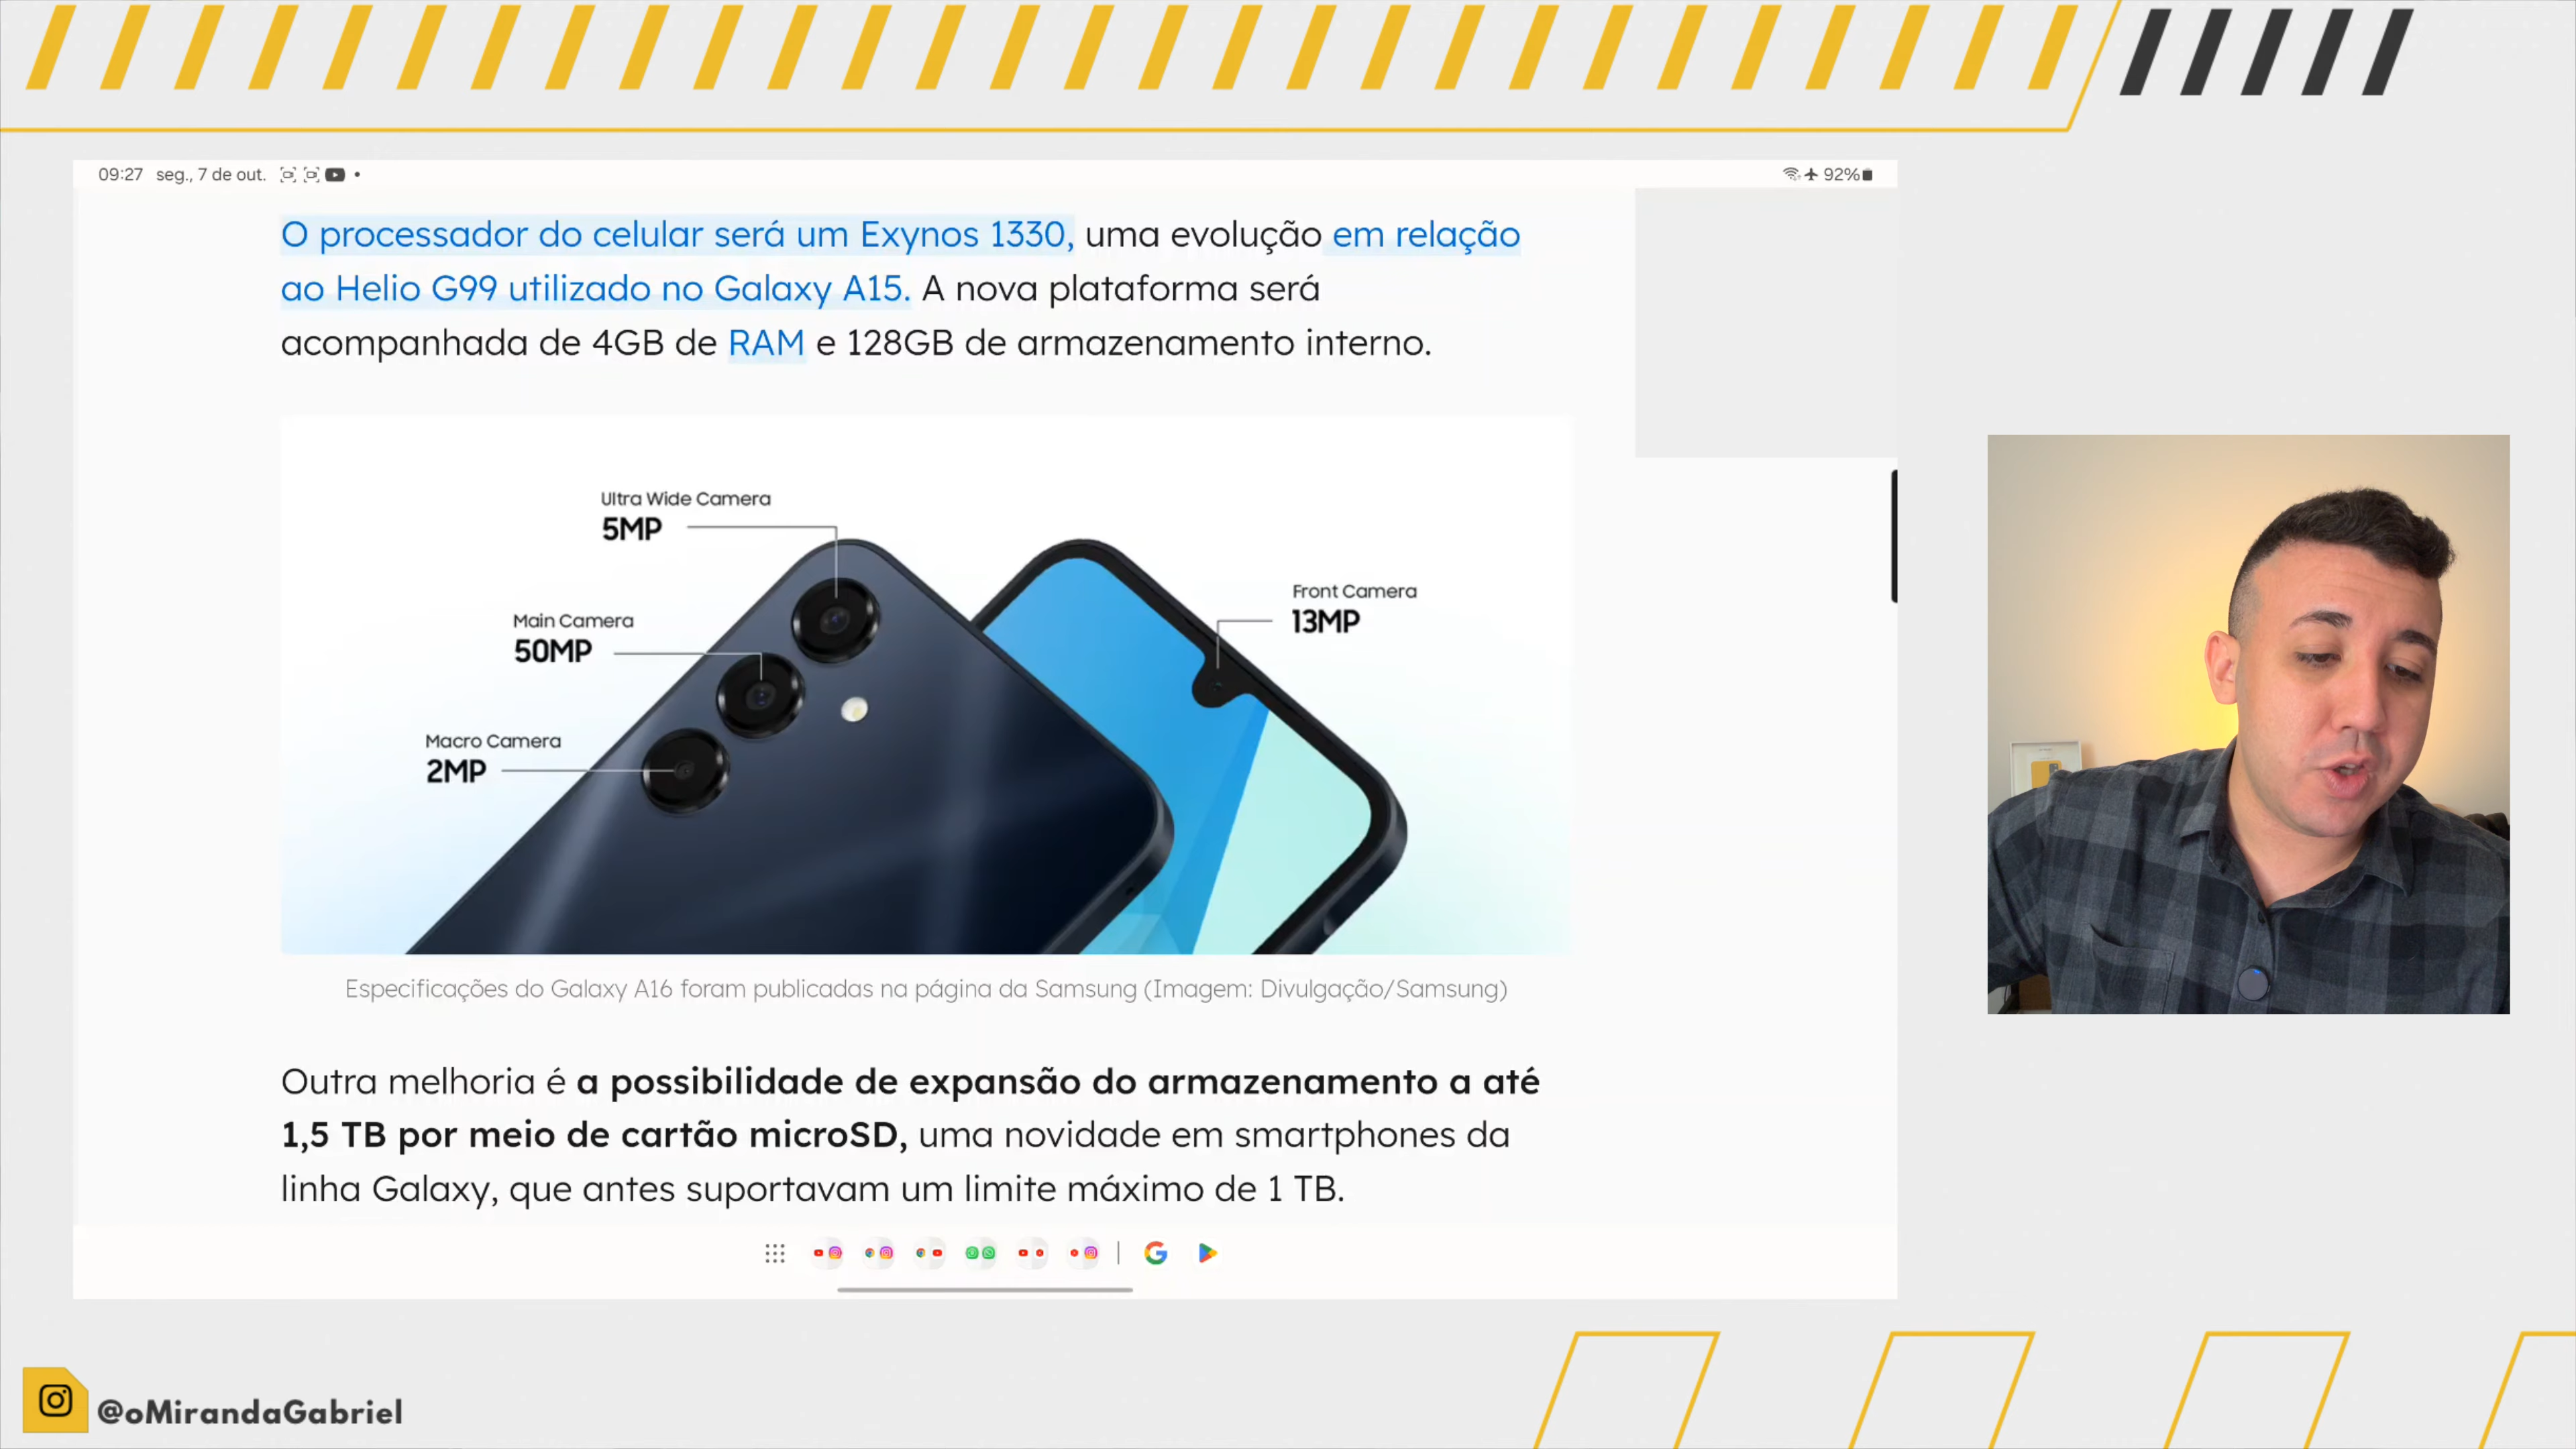 09:27 seg., 7 de out.
92%
O processador do celular será um Exynos 1330, uma evolução em relação
ao Helio G99 utilizado no Galaxy A15. A nova plataforma será
acompanhada de 4GB de RAM e 128GB de armazenamento interno.
Ultra Wide Camera
5MP
Front Camera
13MP
Main Camera
50MP
Macro Camera
2MP
Especificações do Galaxy A16 foram publicadas na página da Samsung (Imagem: Divulgação/Samsung)
Outra melhoria é a possibilidade de expansão do armazenamento a até
1,5 TB por meio de cartão microSD, uma novidade em smartphones da
linha Galaxy, que antes suportavam um limite máximo de 1 TB.
@oMirandaGabriel